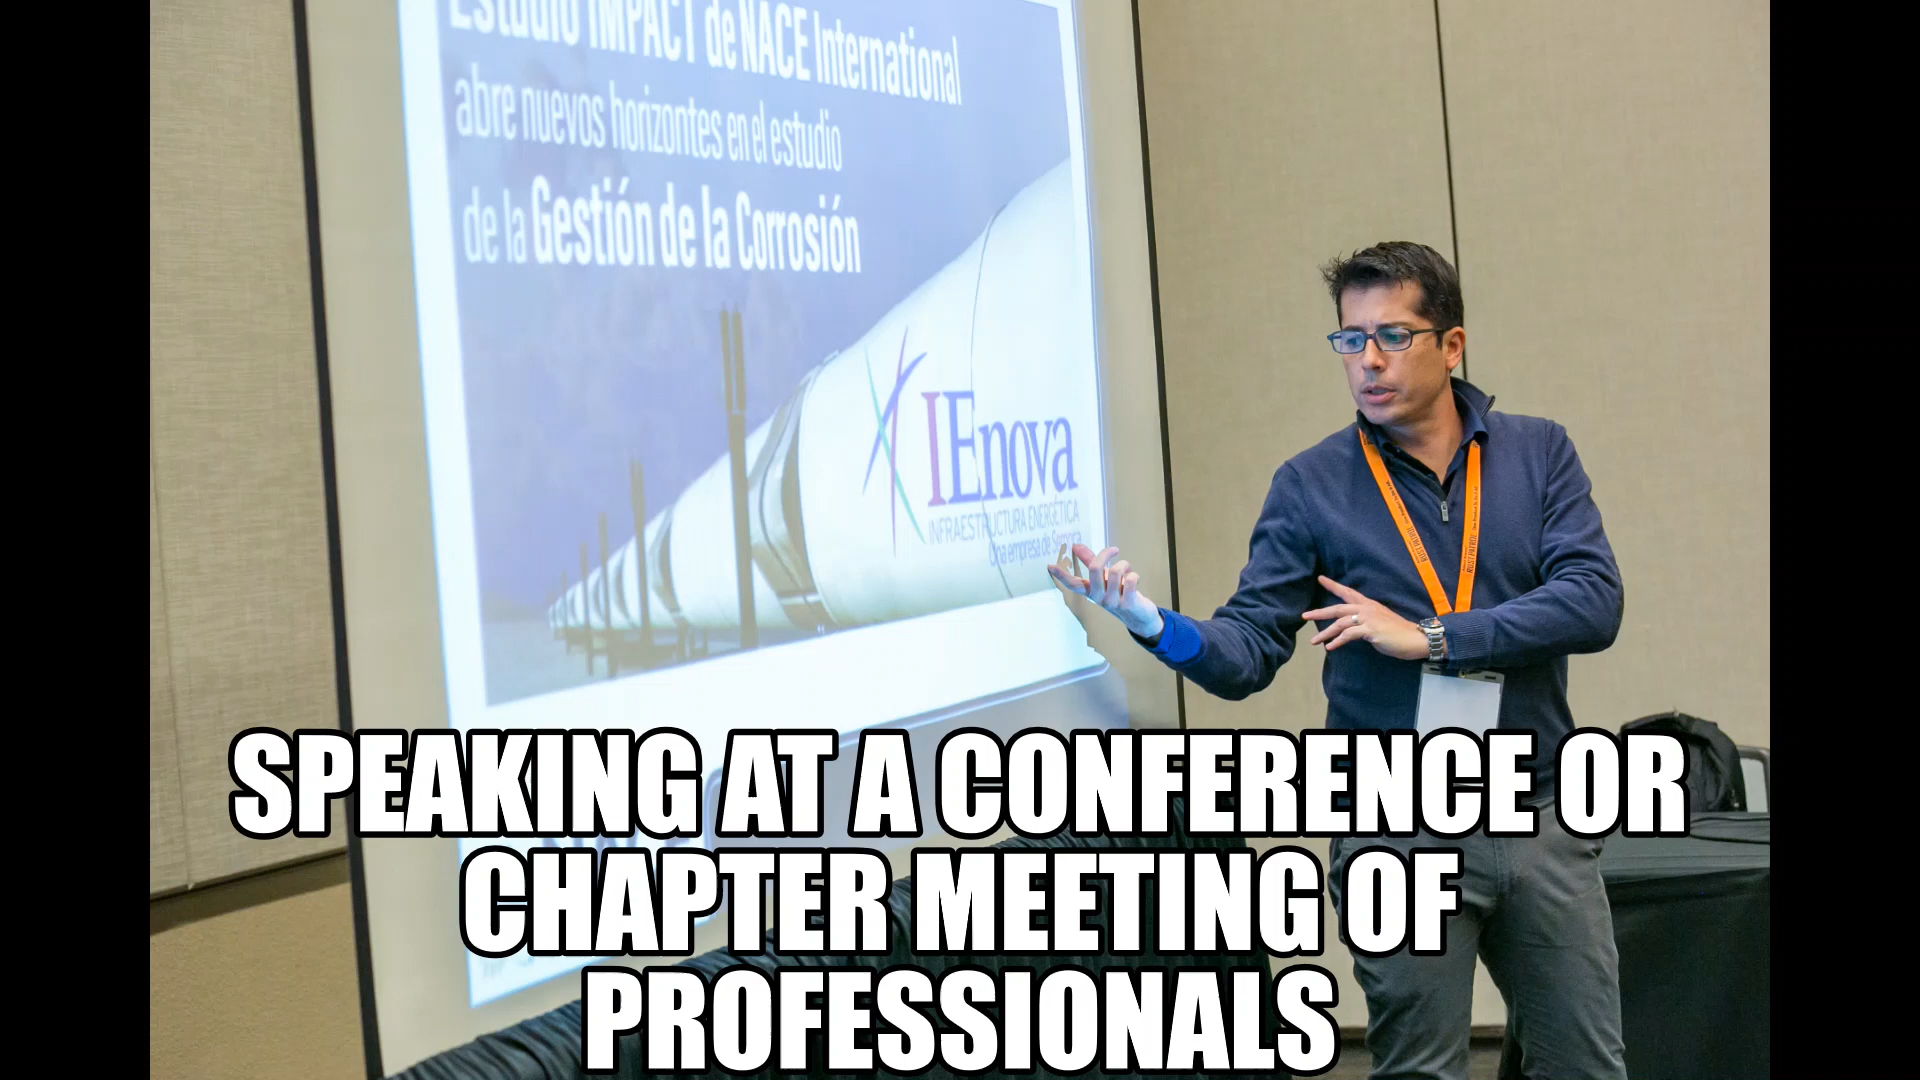 Estudio IMPACT de NACE International
abre nuevos horizontes en el estudio
de la Gestión de la Corrosión
IEnova
INFRAESTRUCTURA ENERGÉTICA
Una empresa de Sempra
SPEAKING AT A CONFERENCE OR
CHAPTER MEETING OF
PROFESSIONALS